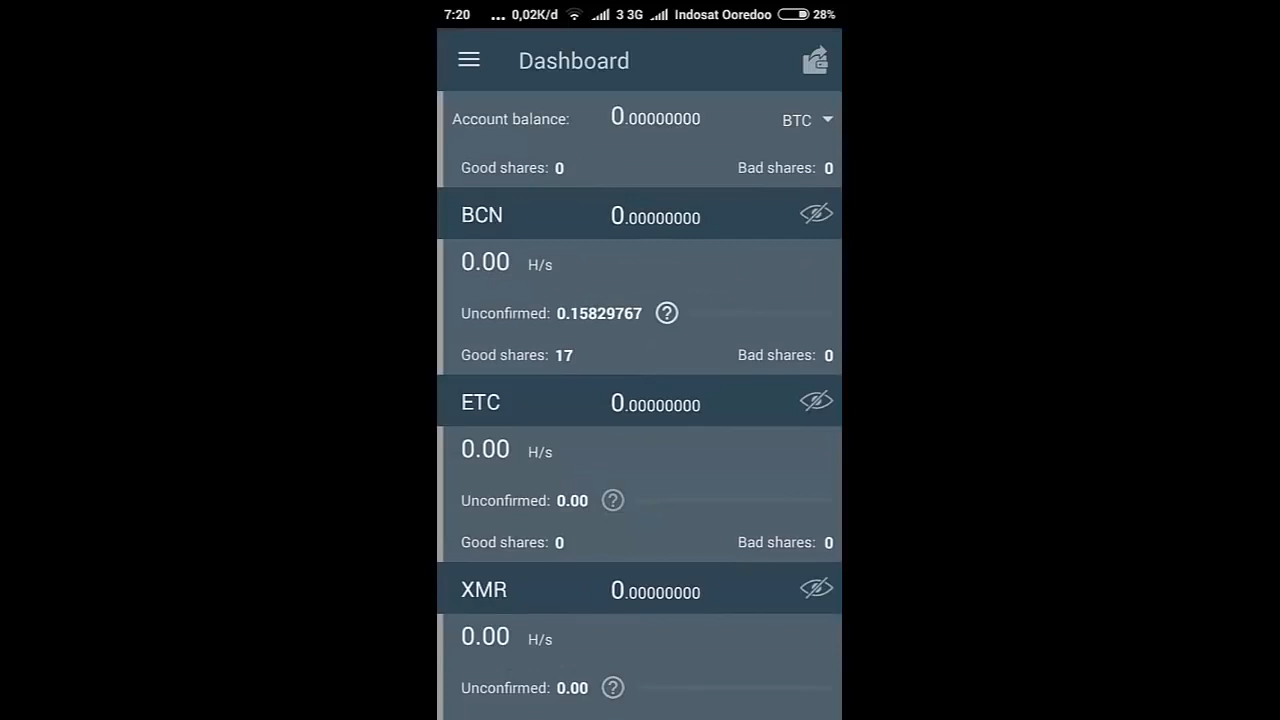 7:20 ... 0,02K/d 3 3G Indosat Ooredoo 28%
Dashboard
Account balance: 0.00000000 BTC
Good shares: 0 Bad shares: 0
BCN 0.00000000
0.00 H/s
Unconfirmed: 0.15829767 ?
Good shares: 17 Bad shares: 0
ETC 0.00000000
0.00 H/s
Unconfirmed: 0.00 ?
Good shares: 0 Bad shares: 0
XMR 0.00000000
0.00 H/s
Unconfirmed: 0.00 ?